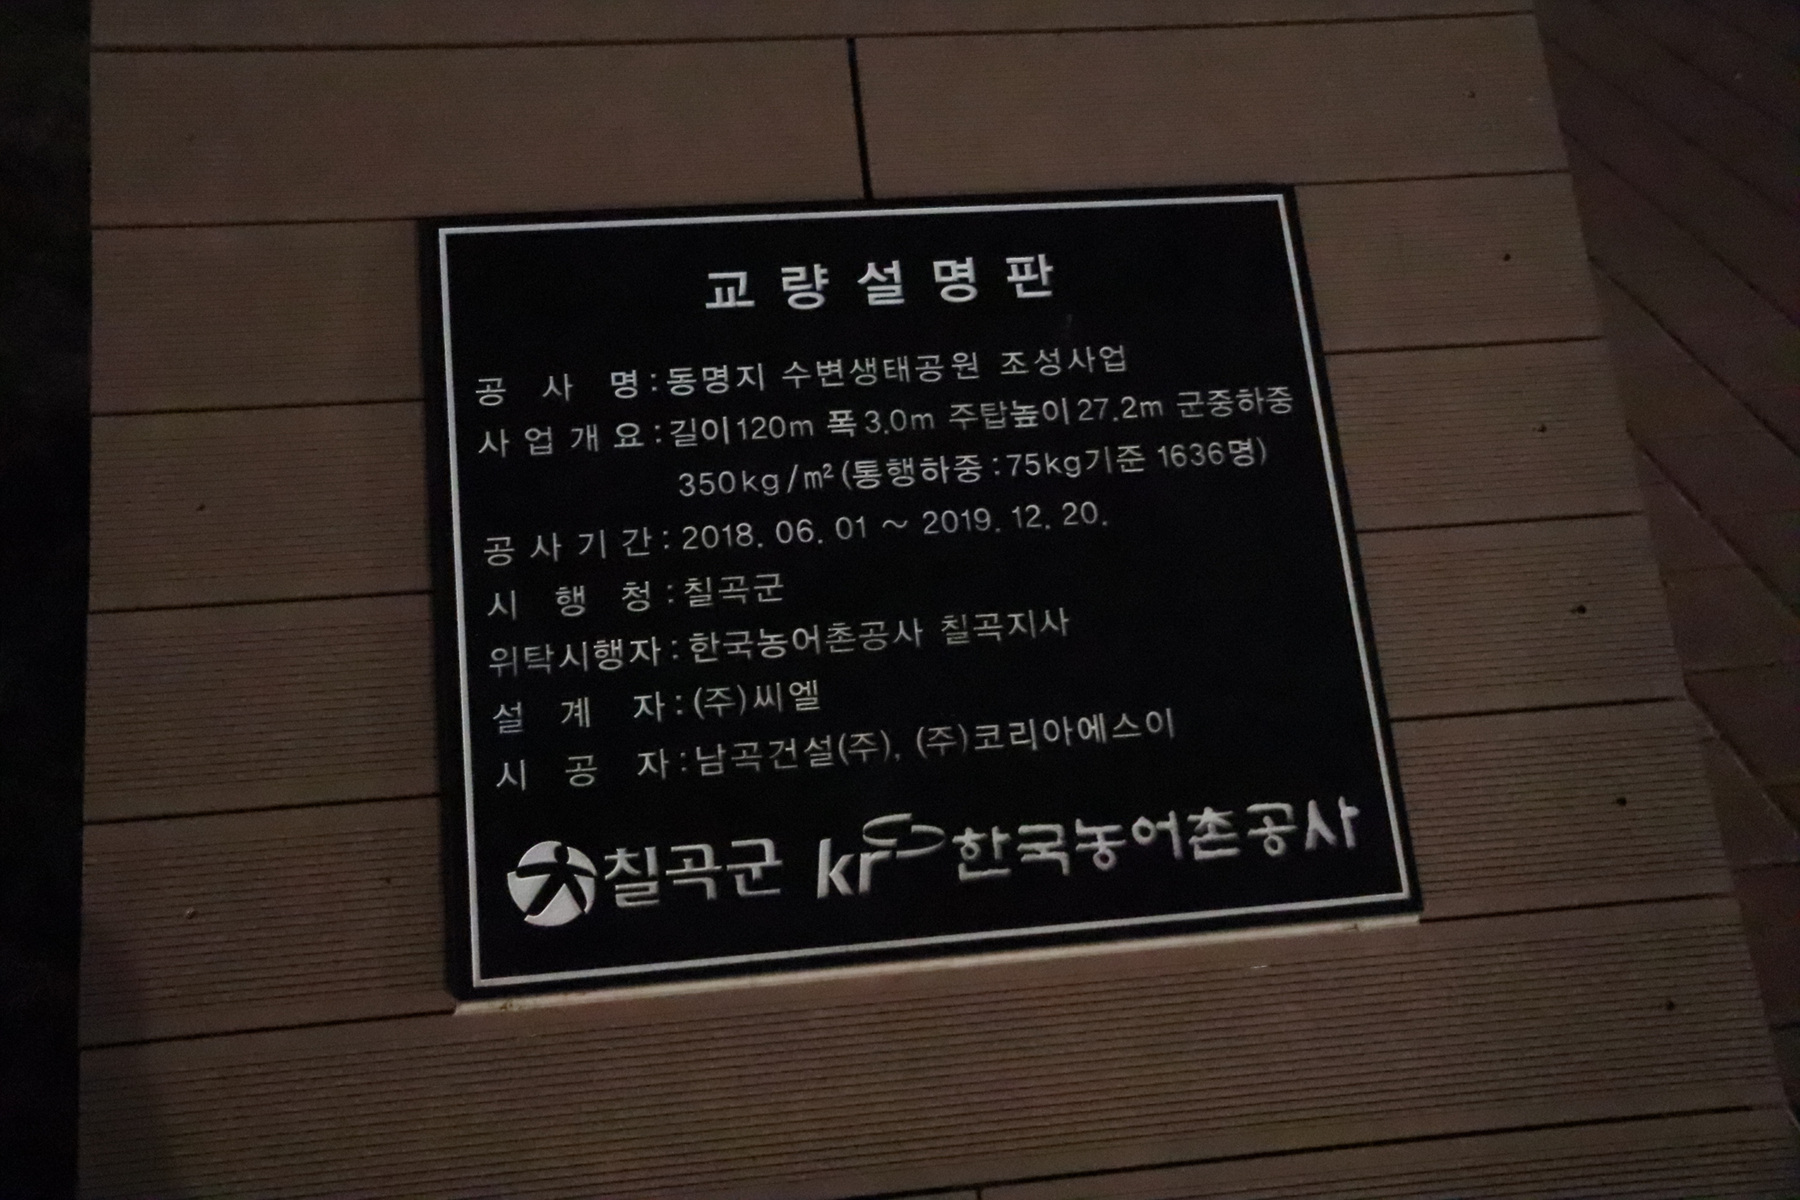 교 량 설 명 판
공 사 명 : 동명지 수변생태공원 조성사업
사 업 개 요 : 길이120m 폭3.0m 주탑높이27.2m 군중하중
350kg/m²(통행하중:75kg기준 1636명)
공 사 기 간 : 2018. 06. 01 ~ 2019. 12. 20.
시 행 청 : 칠곡군
위탁시행자 : 한국농어촌공사 칠곡지사
설 계 자 : (주)씨엘
시 공 자 : 남곡건설(주), (주)코리아에스이
칠곡군 kr 한국농어촌공사